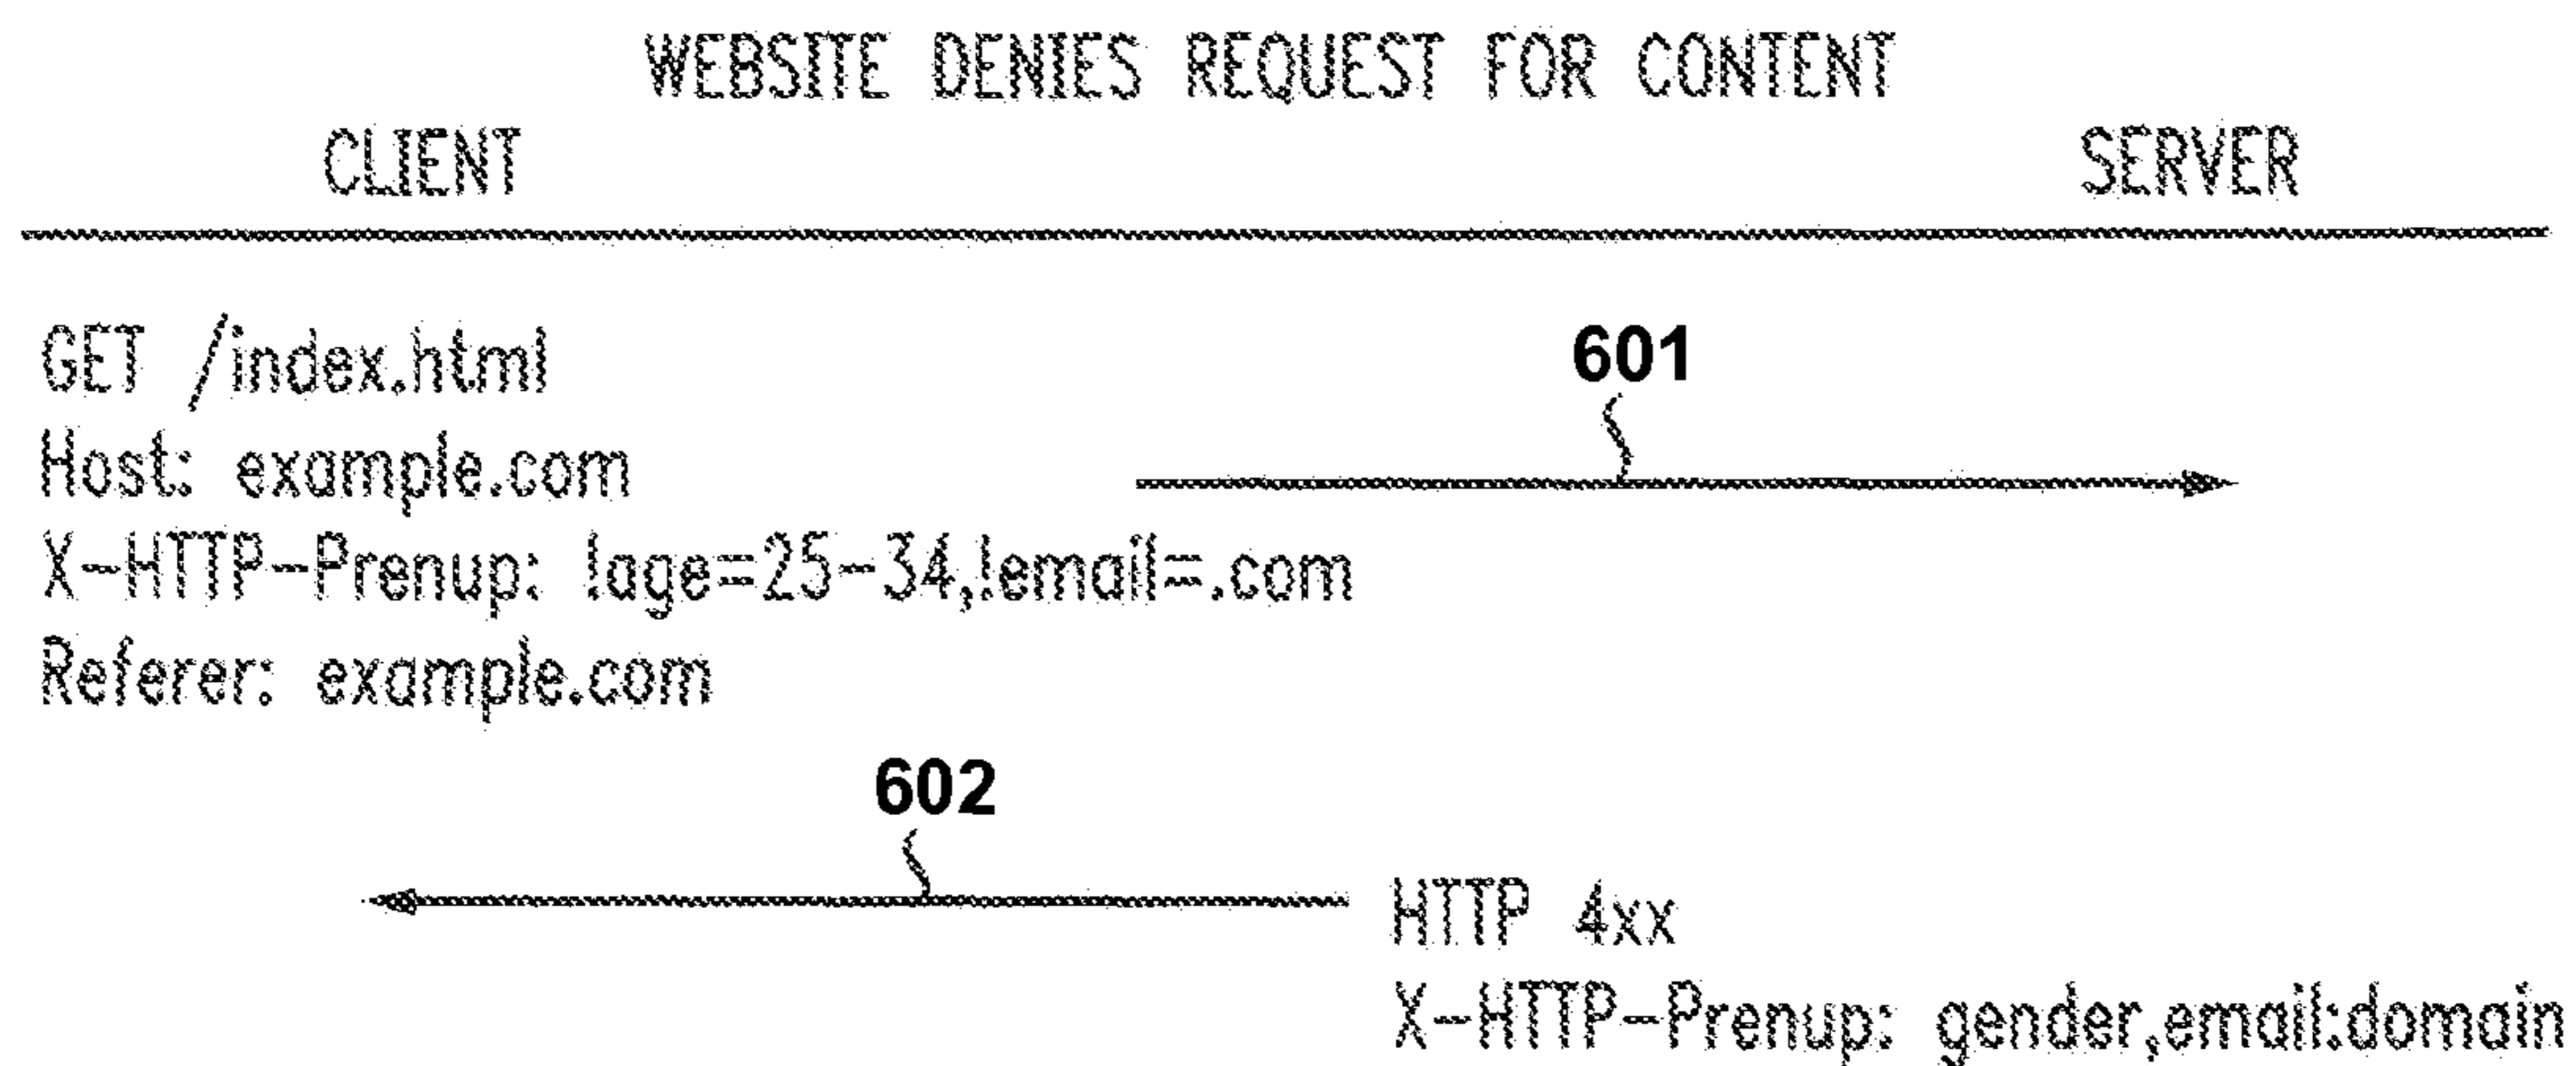 WEBSITE DENIES REQUEST FOR CONTENT
CLIENT SERVER
GET /index.html
601
Host: example.com
X-HTTP-Prenup: !age=25-34,!email=.com
Referer: example.com
602
HTTP 4xx
X-HTTP-Prenup: gender,email:domain